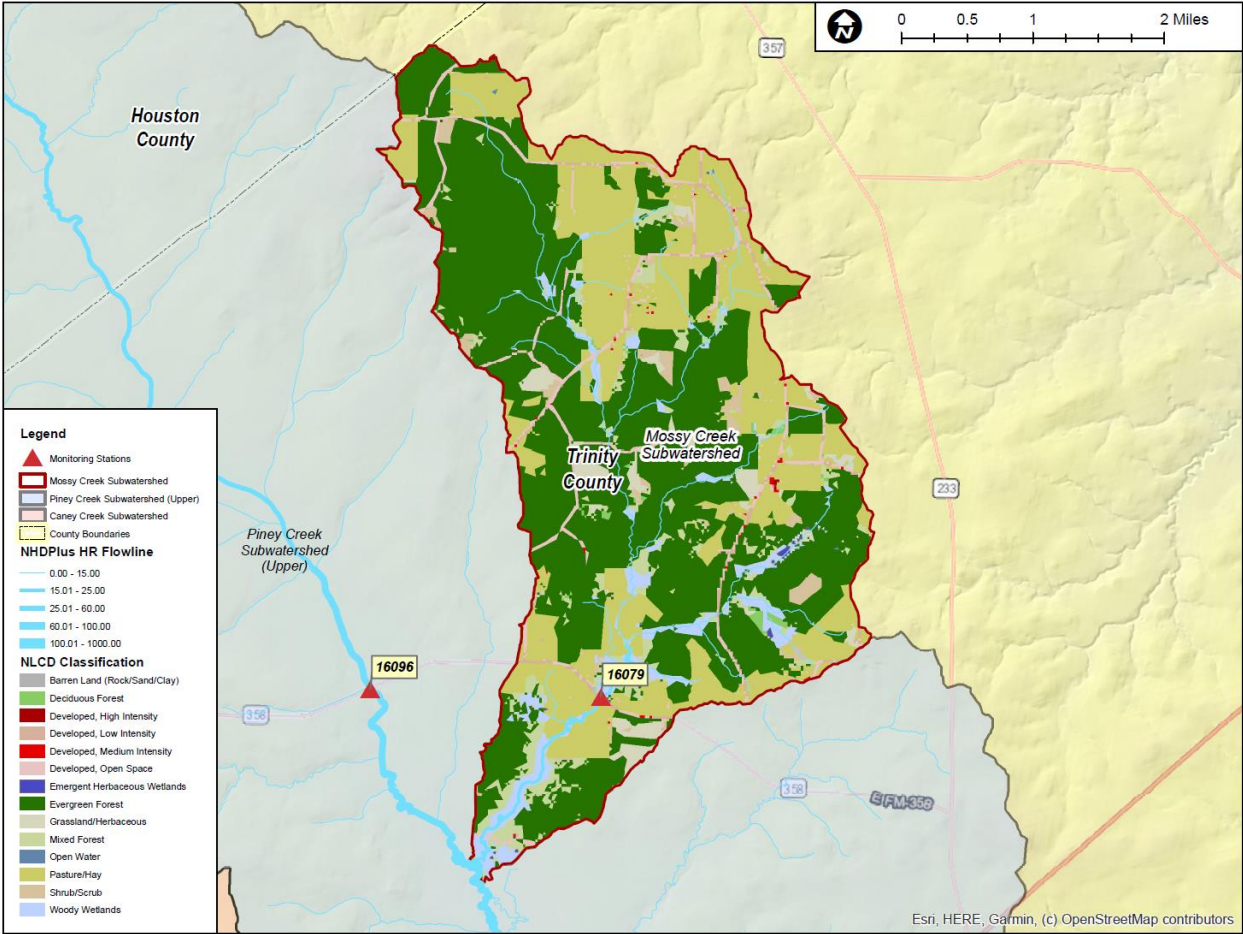 0 0.5 1 2 Miles
N
357
Houston
County
Mossy Creek
Subwatershed
Trinity
County
233
Piney Creek
Subwatershed
(Upper)
16096
16079
358
358
E FM-358
Legend
Monitoring Stations
Mossy Creek Subwatershed
Piney Creek Subwatershed (Upper)
Caney Creek Subwatershed
County Boundaries
NHDPlus HR Flowline
0.00 - 15.00
15.01 - 25.00
25.01 - 60.00
60.01 - 100.00
100.01 - 1000.00
NLCD Classification
Barren Land (Rock/Sand/Clay)
Deciduous Forest
Developed, High Intensity
Developed, Low Intensity
Developed, Medium Intensity
Developed, Open Space
Emergent Herbaceous Wetlands
Evergreen Forest
Grassland/Herbaceous
Mixed Forest
Open Water
Pasture/Hay
Shrub/Scrub
Woody Wetlands
Esri, HERE, Garmin, (c) OpenStreetMap contributors